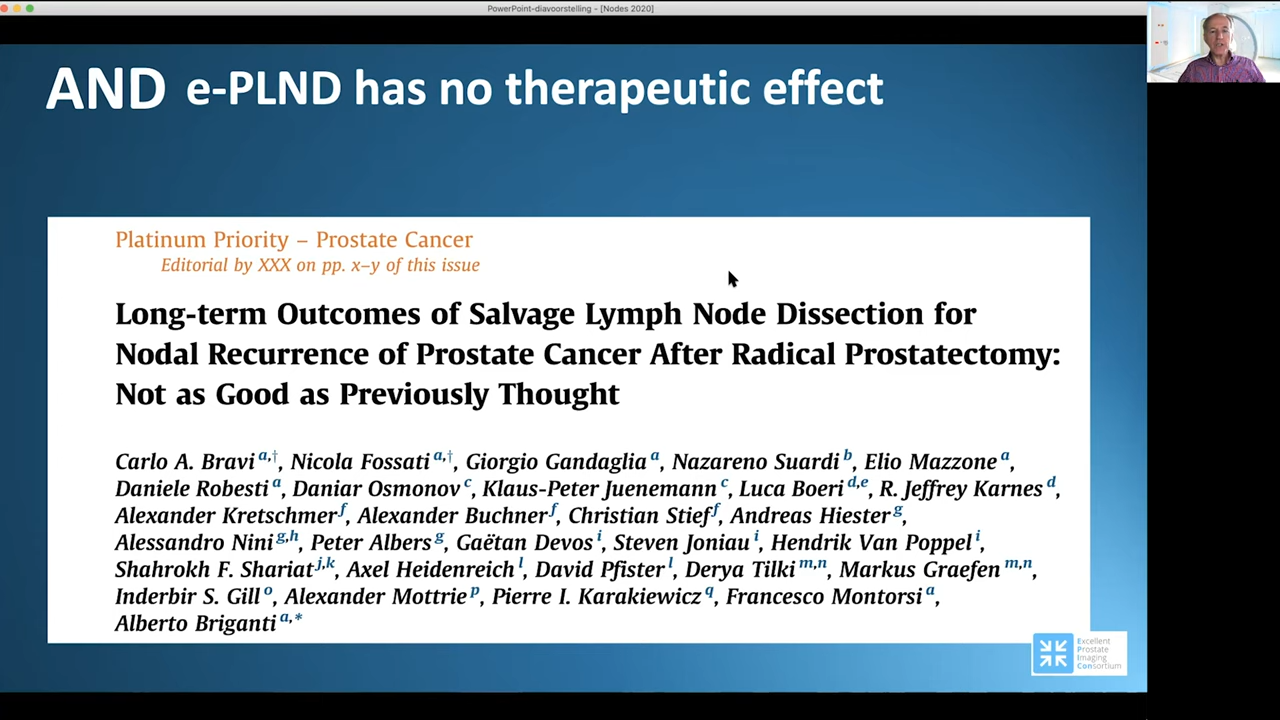 PowerPoint-diavoorstelling - [Nodes 2020]
AND e-PLND has no therapeutic effect
Platinum Priority – Prostate Cancer
Editorial by XXX on pp. x–y of this issue
Long-term Outcomes of Salvage Lymph Node Dissection for
Nodal Recurrence of Prostate Cancer After Radical Prostatectomy:
Not as Good as Previously Thought
Carlo A. Bravi a,†, Nicola Fossati a,†, Giorgio Gandaglia a, Nazareno Suardi b, Elio Mazzone a,
Daniele Robesti a, Daniar Osmonov c, Klaus-Peter Juenemann c, Luca Boeri d,e, R. Jeffrey Karnes d,
Alexander Kretschmer f, Alexander Buchner f, Christian Stief f, Andreas Hiester g,
Alessandro Nini g,h, Peter Albers g, Gaëtan Devos i, Steven Joniau i, Hendrik Van Poppel i,
Shahrokh F. Shariat j,k, Axel Heidenreich l, David Pfister l, Derya Tilki m,n, Markus Graefen m,n,
Inderbir S. Gill o, Alexander Mottrie p, Pierre I. Karakiewicz q, Francesco Montorsi a,
Alberto Briganti a,*
Excellent
Prostate
Imaging
Consortium